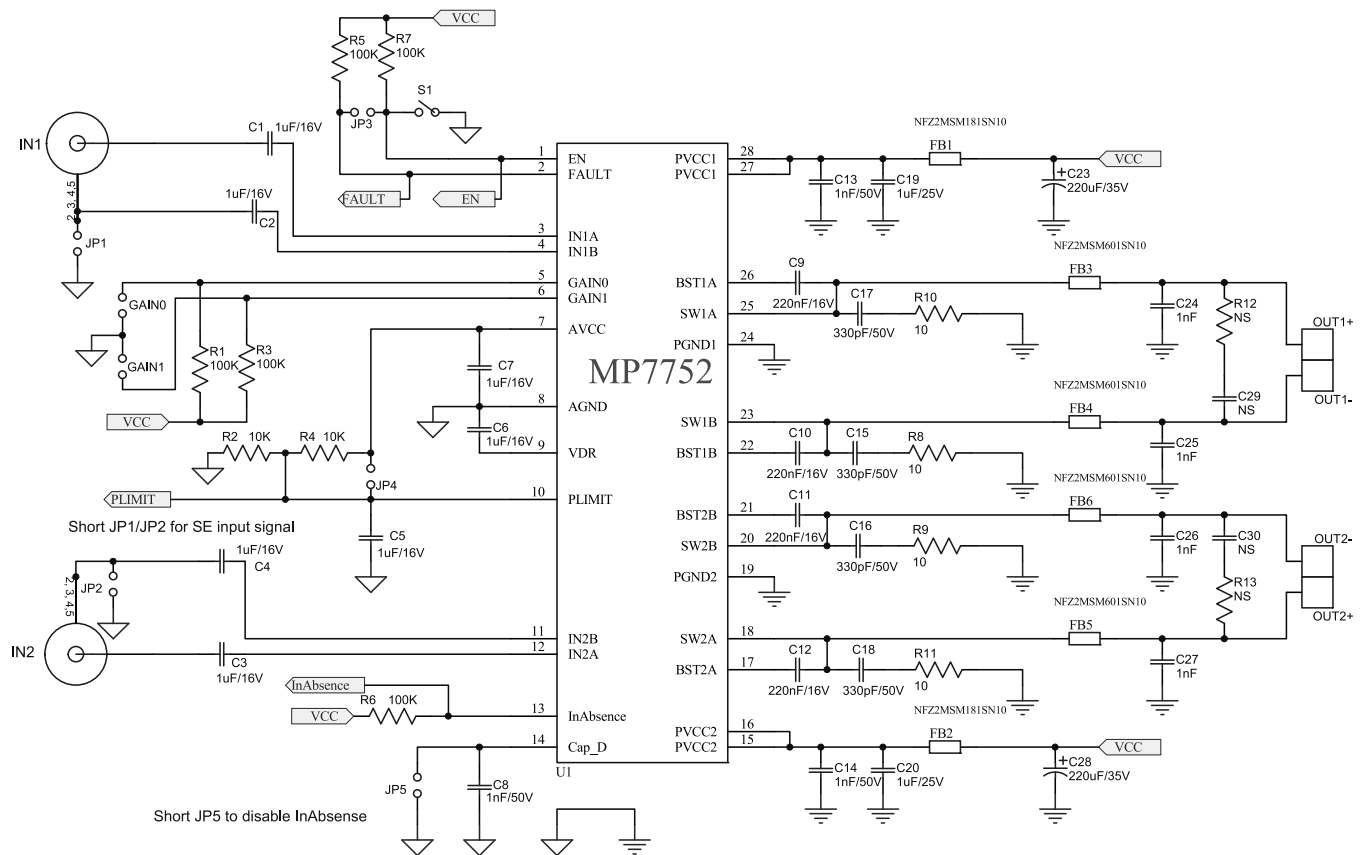 VCC
R5
100K
R7
100K
S1
JP3
NFZ2MSM181SN10
FB1
VCC
IN1
C1
1uF/16V
1uF/16V
C2
2, 3, 4,5
JP1
FAULT
EN
1
EN
2
FAULT
3
IN1A
4
IN1B
5
GAIN0
6
GAIN1
7
AVCC
8
AGND
9
VDR
10
PLIMIT
11
IN2B
12
IN2A
13
InAbsence
14
Cap_D
U1
MP7752
28
PVCC1
27
PVCC1
26
BST1A
25
SW1A
24
PGND1
23
SW1B
22
BST1B
21
BST2B
20
SW2B
19
PGND2
18
SW2A
17
BST2A
16
PVCC2
15
PVCC2
C13
1nF/50V
C19
1uF/25V
C23
+
220uF/35V
NFZ2MSM601SN10
FB3
C9
220nF/16V
C17
330pF/50V
R10
10
C24
1nF
R12
NS
OUT1+
GAIN0
GAIN1
R1
100K
R3
100K
VCC
C7
1uF/16V
C6
1uF/16V
NFZ2MSM601SN10
FB4
C29
NS
OUT1-
R2
10K
R4
10K
JP4
C10
220nF/16V
C15
330pF/50V
R8
10
C25
1nF
PLIMIT
Short JP1/JP2 for SE input signal
C5
1uF/16V
NFZ2MSM601SN10
FB6
C11
220nF/16V
C16
330pF/50V
R9
10
C26
1nF
C30
NS
OUT2-
1uF/16V
C4
JP2
2, 3, 4,5
IN2
C3
1uF/16V
NFZ2MSM601SN10
FB5
R13
NS
OUT2+
C12
220nF/16V
C18
330pF/50V
R11
10
C27
1nF
InAbsence
VCC
R6
100K
NFZ2MSM181SN10
FB2
VCC
C14
1nF/50V
C20
1uF/25V
C28
+
220uF/35V
JP5
C8
1nF/50V
Short JP5 to disable InAbsense